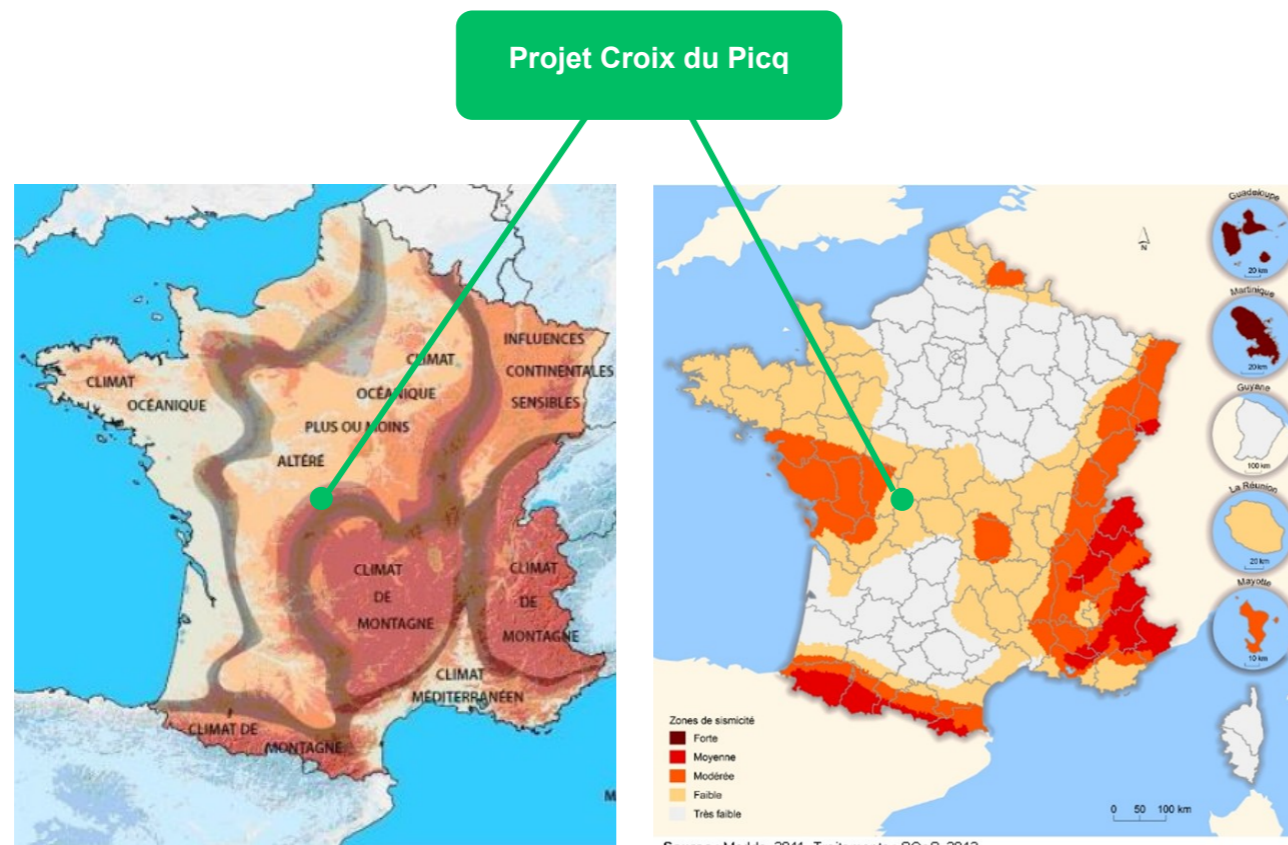 Projet Croix du Picq
CLIMAT
OCÉANIQUE
CLIMAT
OCÉANIQUE
PLUS OU MOINS
ALTÉRÉ
INFLUENCES
CONTINENTALES
SENSIBLES
CLIMAT
DE
MONTAGNE
CLIMAT
DE
MONTAGNE
CLIMAT
MÉDITERRANÉEN
CLIMAT DE
MONTAGNE
M
N
Guadeloupe
20 km
Martinique
20 km
Guyane
100 km
La Réunion
20 km
Mayotte
10 km
Zones de sismicité
Forte
Moyenne
Modérée
Faible
Très faible
0 50 100 km